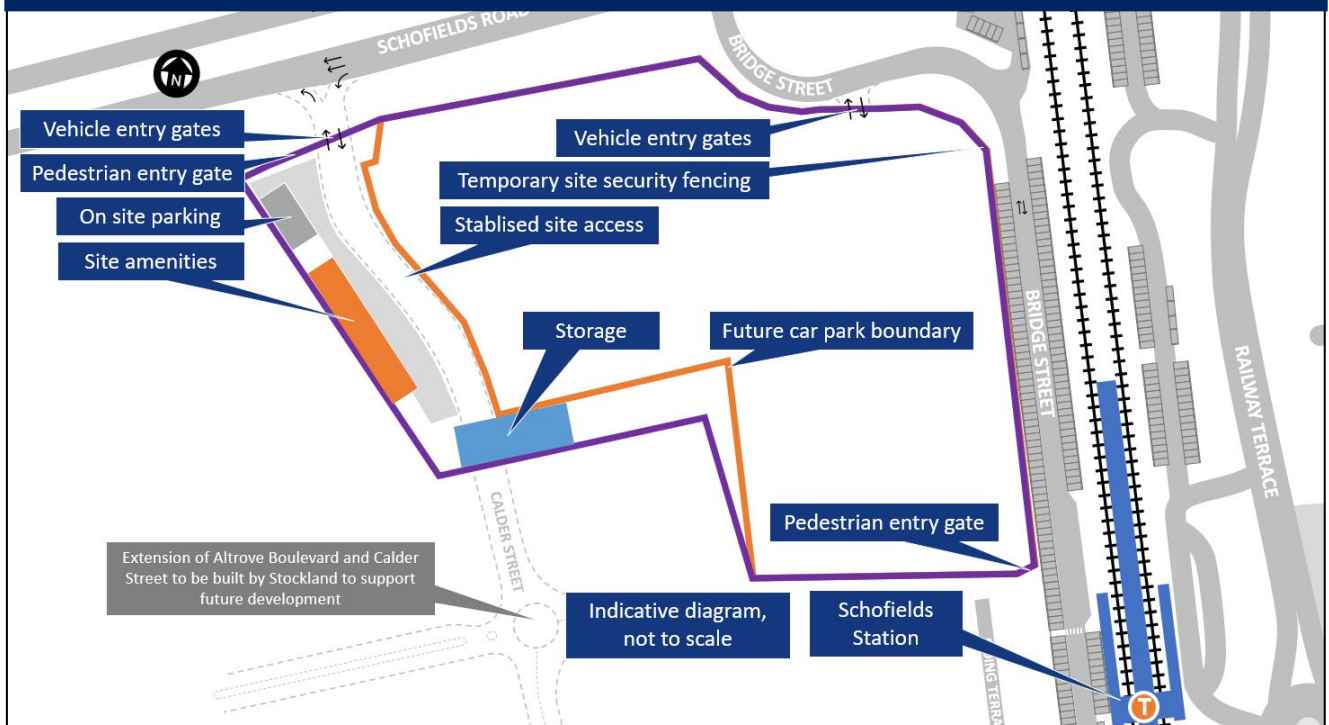 SCHOFIELDS ROAD
BRIDGE STREET
N
Vehicle entry gates
Pedestrian entry gate
On site parking
Site amenities
Vehicle entry gates
Temporary site security fencing
Stablised site access
Storage
Future car park boundary
BRIDGE STREET
RAILWAY TERRACE
CALDER STREET
Pedestrian entry gate
Extension of Altrove Boulevard and Calder
Street to be built by Stockland to support
future development
Indicative diagram,
not to scale
Schofields
Station
T